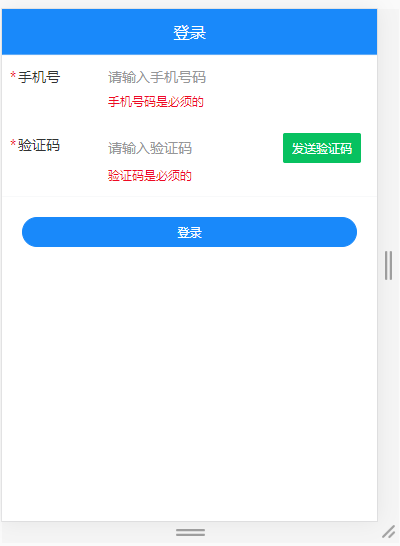 登录
*手机号 请输入手机号码
手机号码是必须的
*验证码 请输入验证码 发送验证码
验证码是必须的
登录